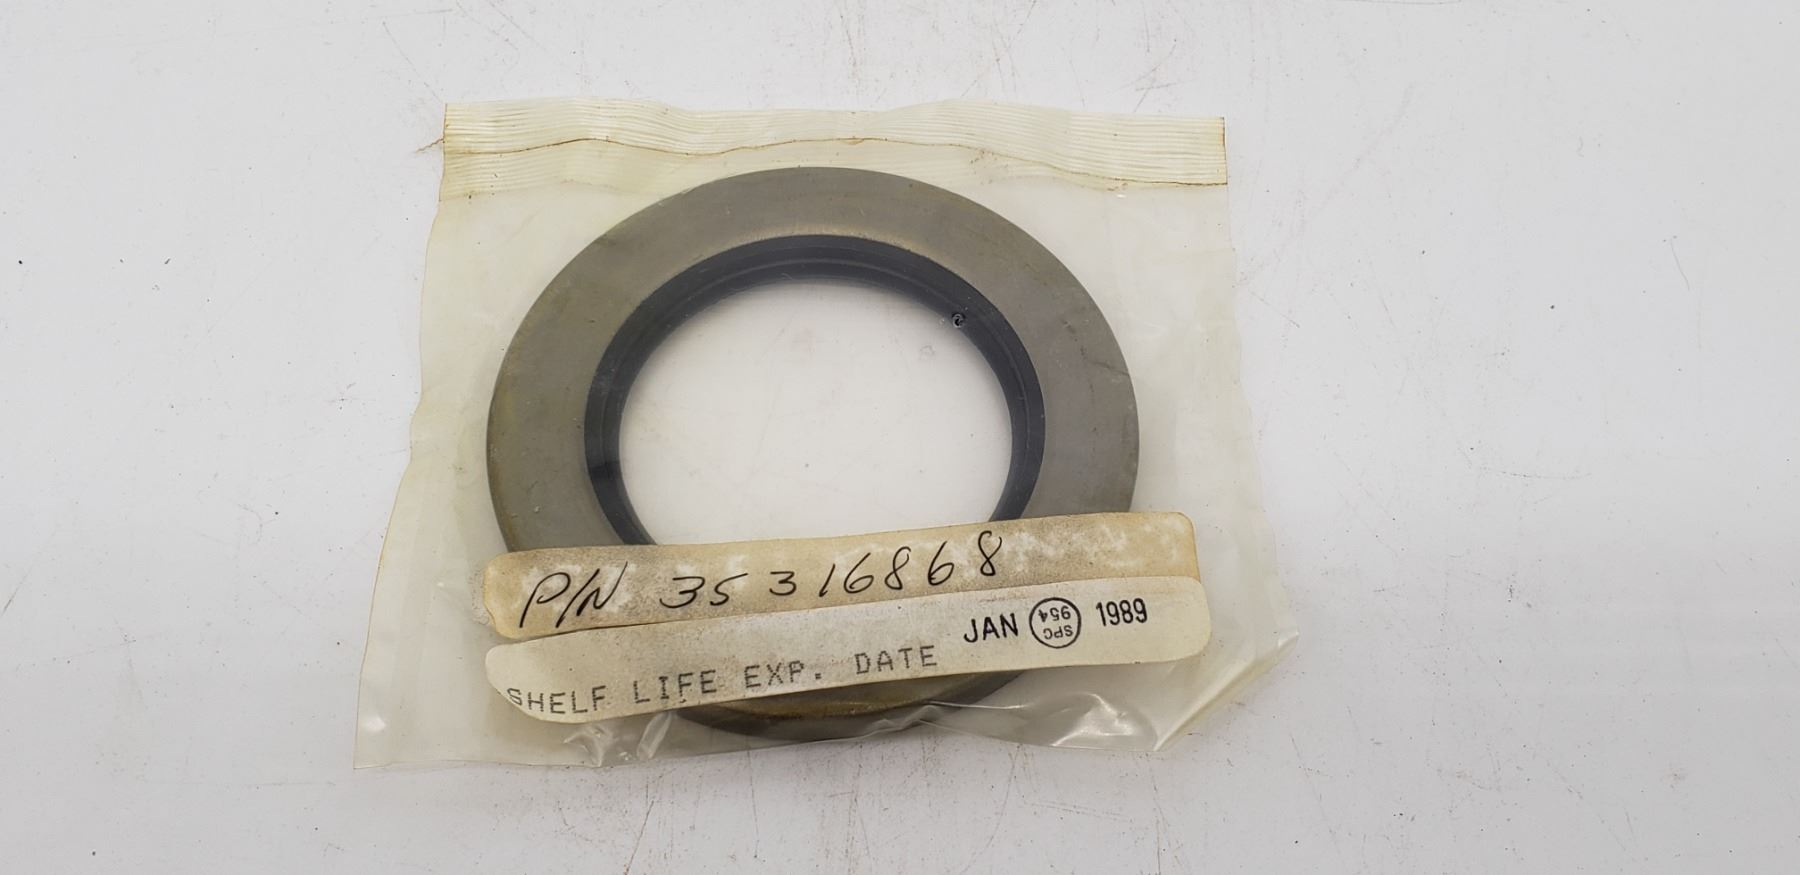 P/N 35316868
SHELF LIFE EXP. DATE JAN SPC 954 1989